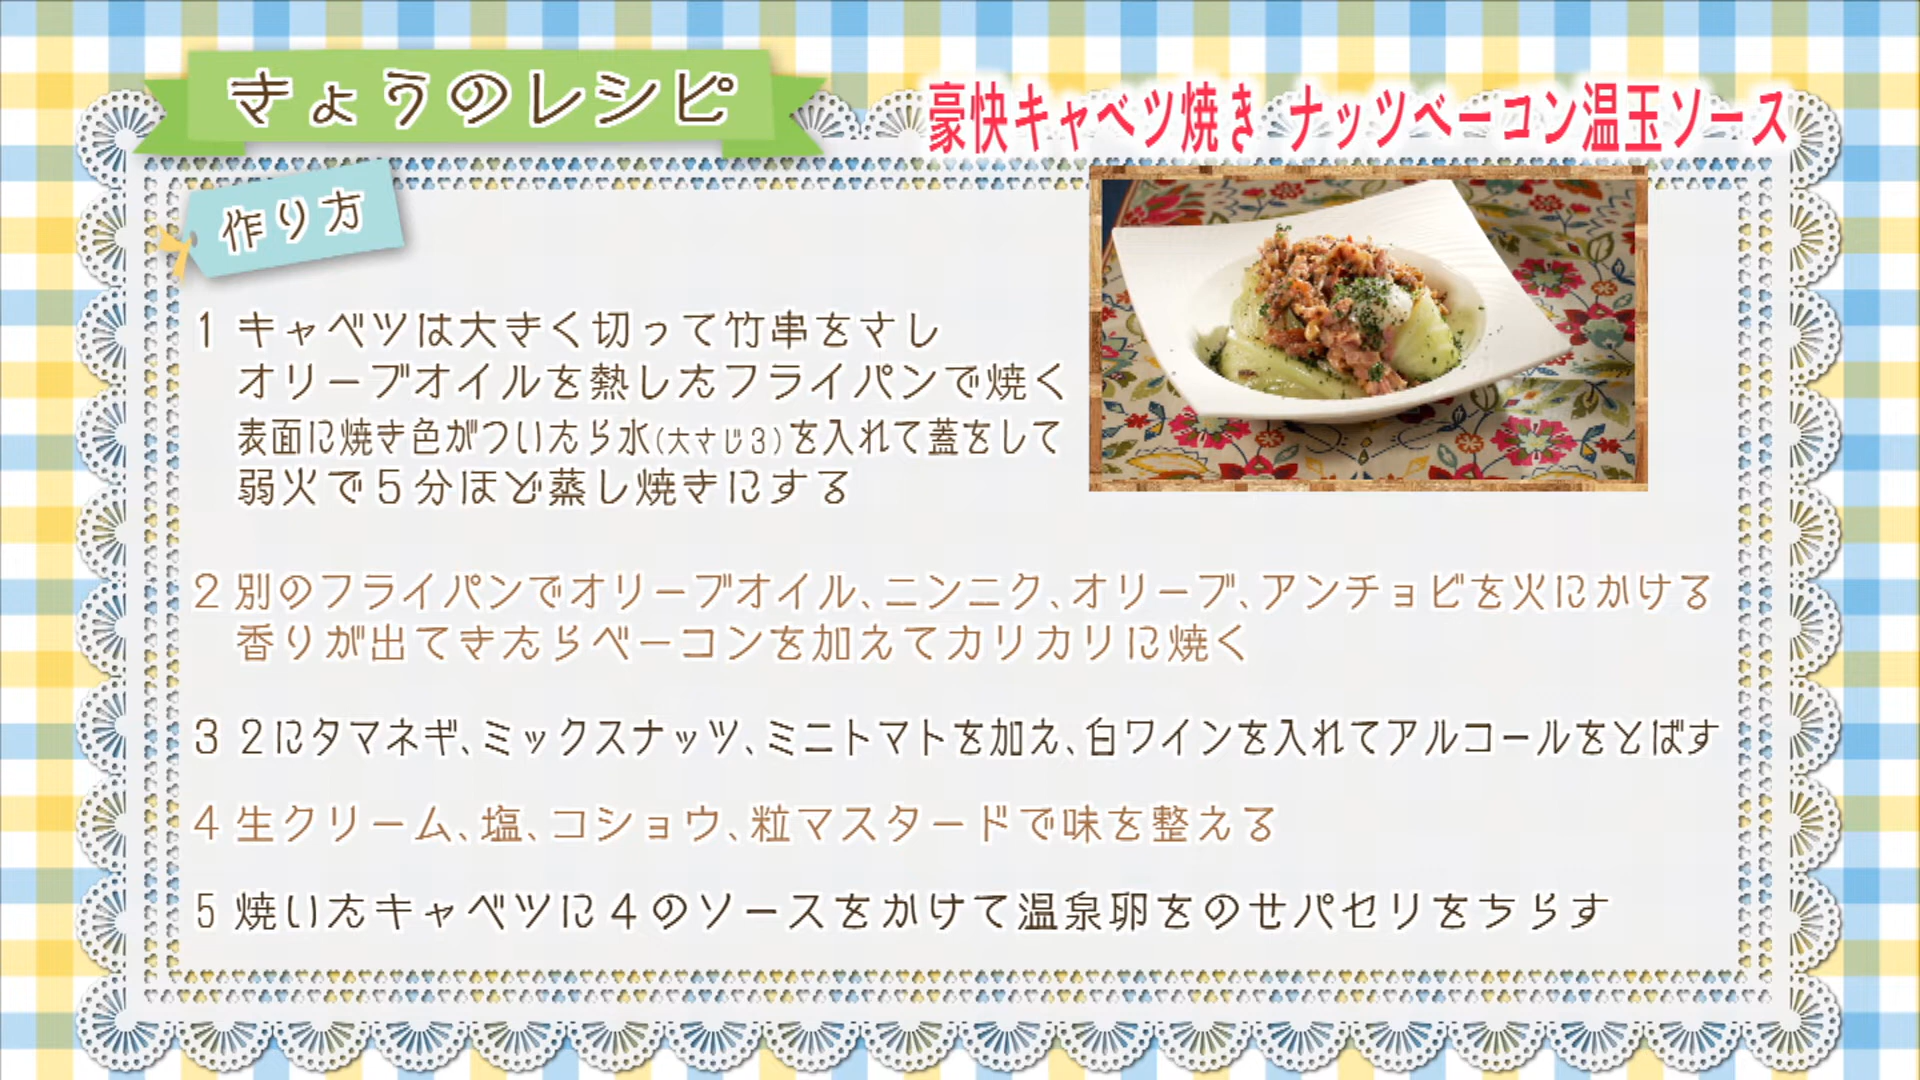 きょうのレシピ
豪快キャベツ焼き ナッツベーコン温玉ソース
作り方
1 キャベツは大きく切って竹串をさし
オリーブオイルを熱したフライパンで焼く
表面に焼き色がついたら水(大さじ3)を入れて蓋をして
弱火で5分ほど蒸し焼きにする
2 別のフライパンでオリーブオイル、ニンニク、オリーブ、アンチョビを火にかける
香りが出てきたらベーコンを加えてカリカリに焼く
3 2にタマネギ、ミックスナッツ、ミニトマトを加え、白ワインを入れてアルコールをとばす
4 生クリーム、塩、コショウ、粒マスタードで味を整える
5 焼いたキャベツに4のソースをかけて温泉卵をのせパセリをちらす